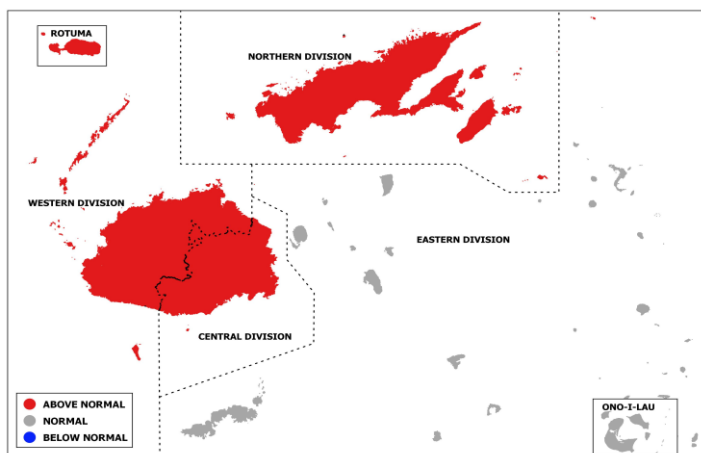 ROTUMA
NORTHERN DIVISION
WESTERN DIVISION
EASTERN DIVISION
CENTRAL DIVISION
ABOVE NORMAL
NORMAL
BELOW NORMAL
ONO-I-LAU